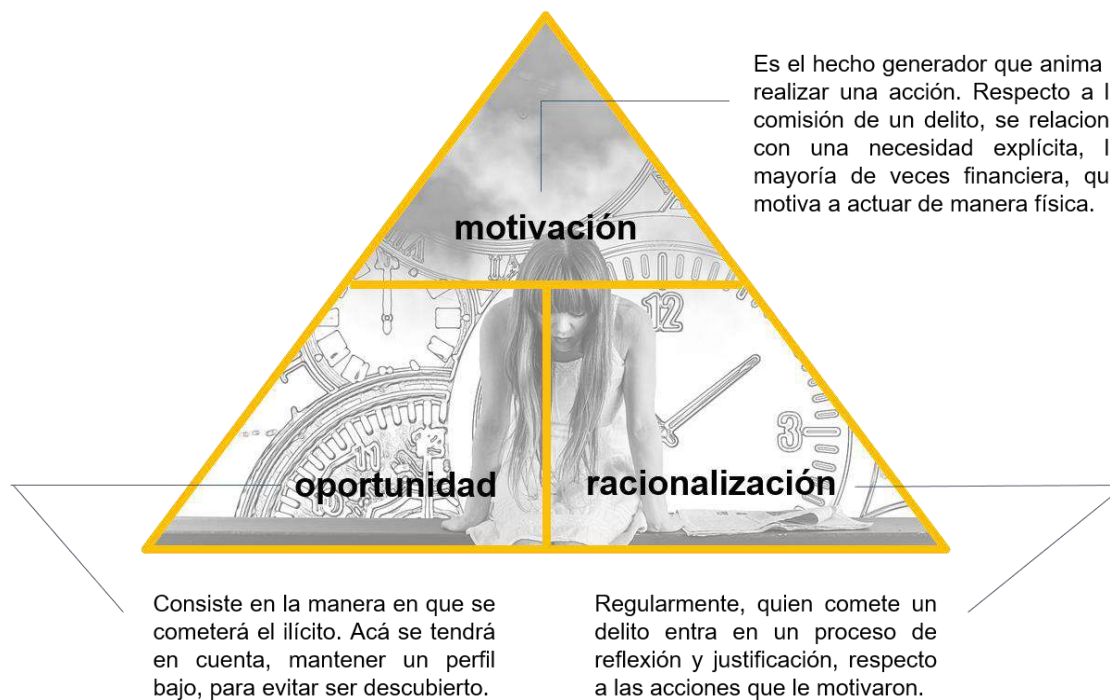 Es el hecho generador que anima
realizar una acción. Respecto a l
comisión de un delito, se relacion
con una necesidad explícita, l
mayoría de veces financiera, qu
motiva a actuar de manera física.
motivación
12
3
11
oportunidad
racionalización
Consiste en la manera en que se
cometerá el ilícito. Acá se tendrá
en cuenta, mantener un perfil
bajo, para evitar ser descubierto.
Regularmente, quien comete un
delito entra en un proceso de
reflexión y justificación, respecto
a las acciones que le motivaron.